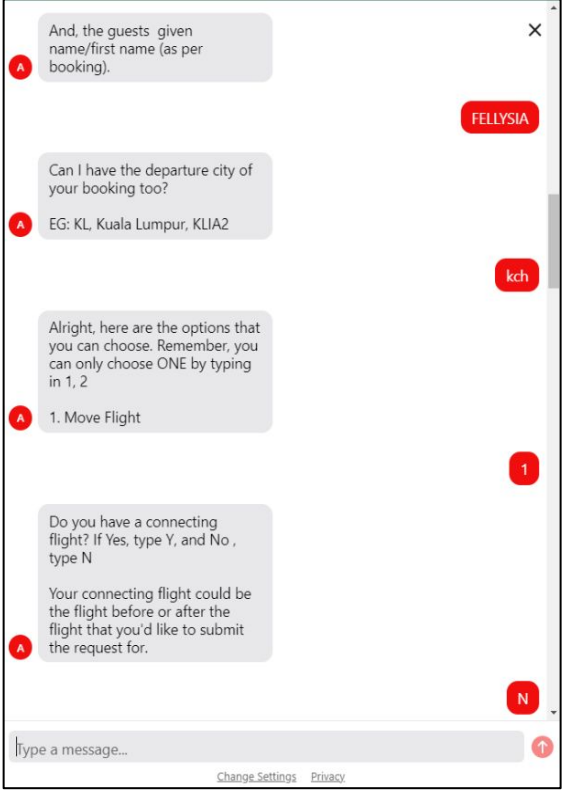 And, the guests  given
name/first name (as per
booking).
A
FELLYSIA
Can I have the departure city of
your booking too?
EG: KL, Kuala Lumpur, KLIA2
A
kch
Alright, here are the options that
you can choose. Remember, you
can only choose ONE by typing
in 1, 2
1. Move Flight
A
1
Do you have a connecting
flight? If Yes, type Y, and No ,
type N
Your connecting flight could be
the flight before or after the
flight that you'd like to submit
the request for.
A
N
Type a message...
Change Settings Privacy